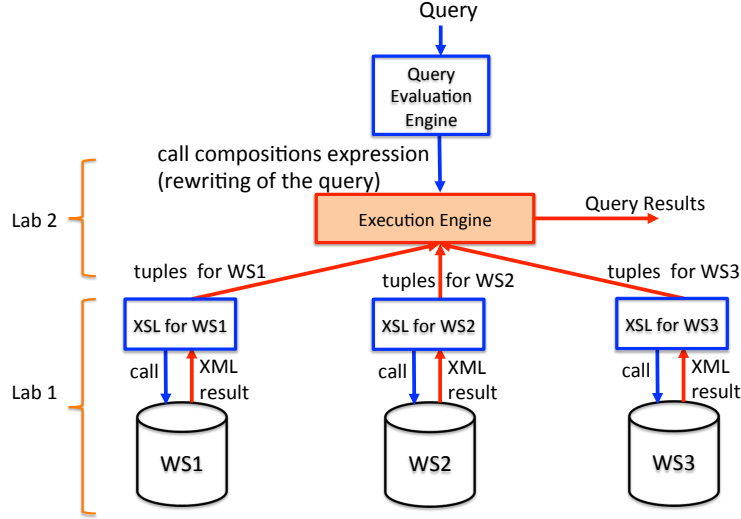 Query
Query
Evaluation
Engine
call compositions expression
(rewriting of the query)
Lab 2
Execution Engine
Query Results
tuples for WS1
tuples for WS2
tuples for WS3
XSL for WS1
XSL for WS2
XSL for WS3
Lab 1
call
XML
result
call
XML
result
call
XML
result
WS1
WS2
WS3